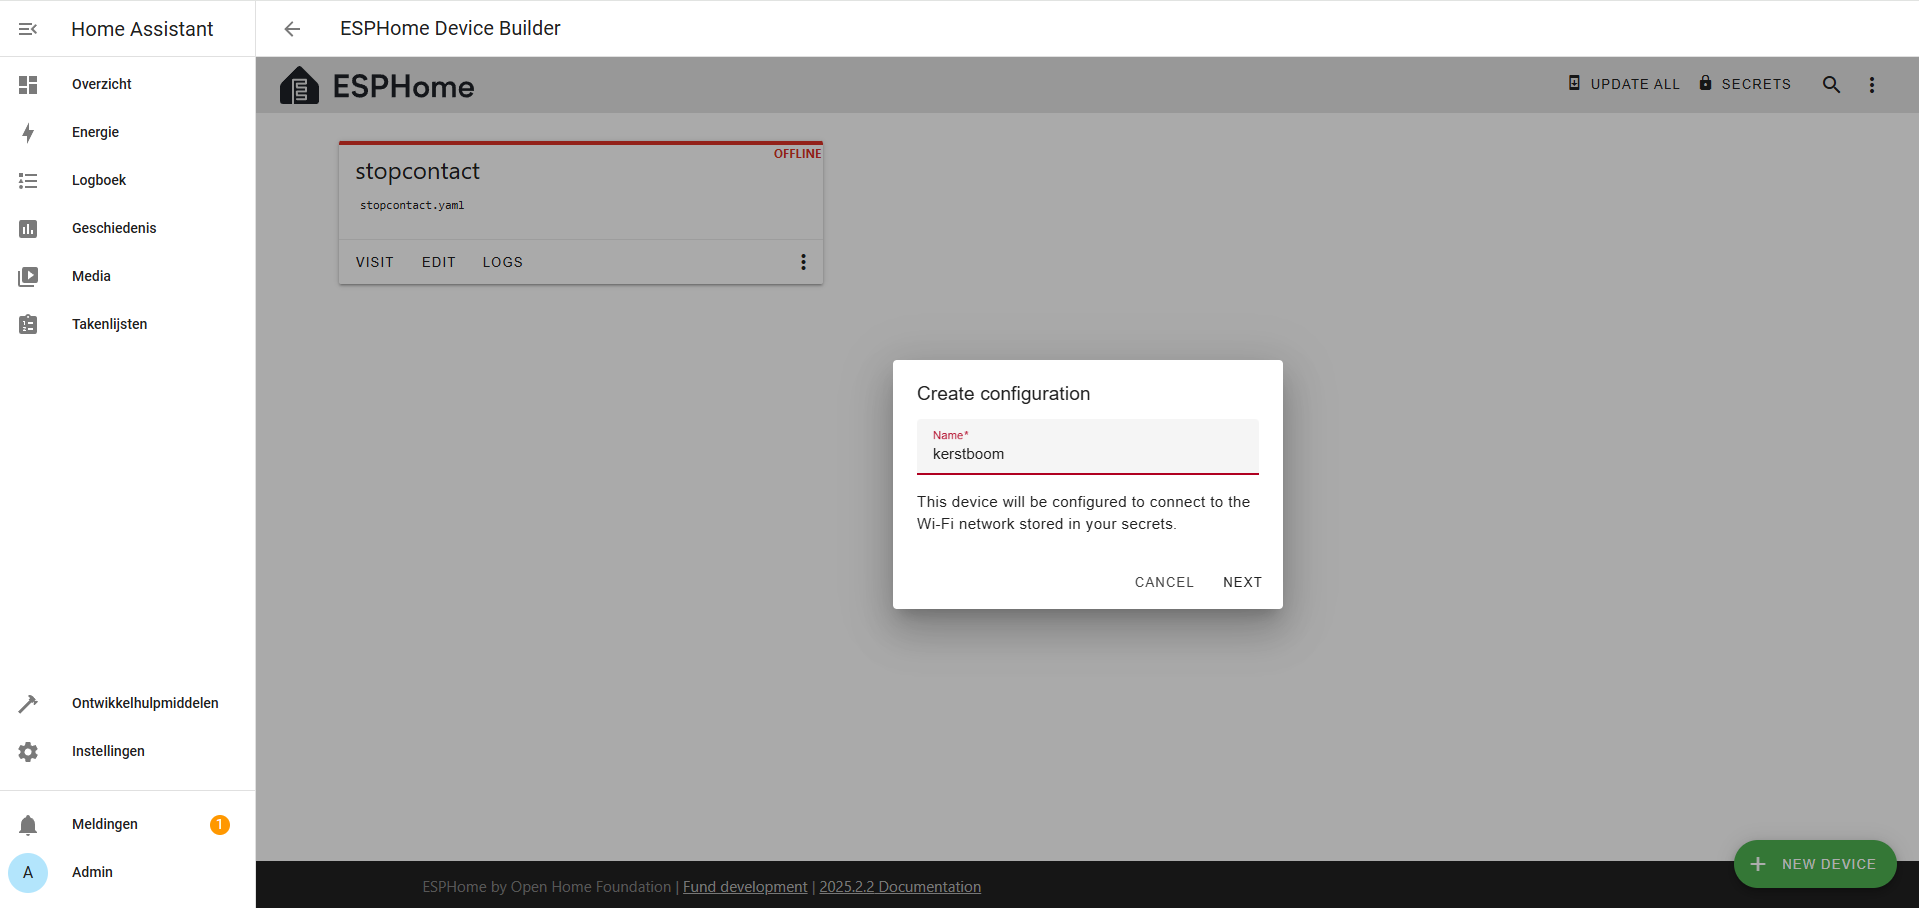 Home Assistant
ESPHome Device Builder
Overzicht
Energie
Logboek
Geschiedenis
Media
Takenlijsten
Ontwikkelhulpmiddelen
Instellingen
Meldingen
1
A
Admin
ESPHome
UPDATE ALL
SECRETS
OFFLINE
stopcontact
stopcontact.yaml
VISIT
EDIT
LOGS
Create configuration
Name*
kerstboom
This device will be configured to connect to the
Wi-Fi network stored in your secrets.
CANCEL
NEXT
NEW DEVICE
ESPHome by Open Home Foundation | Fund development | 2025.2.2 Documentation